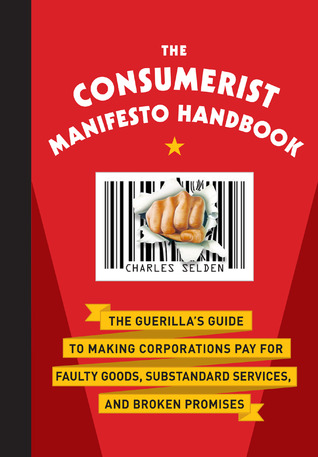 THE
CONSUMERIST
MANIFESTO HANDBOOK
CHARLES SELDEN
THE GUERILLA'S GUIDE
TO MAKING CORPORATIONS PAY FOR
FAULTY GOODS, SUBSTANDARD SERVICES,
AND BROKEN PROMISES